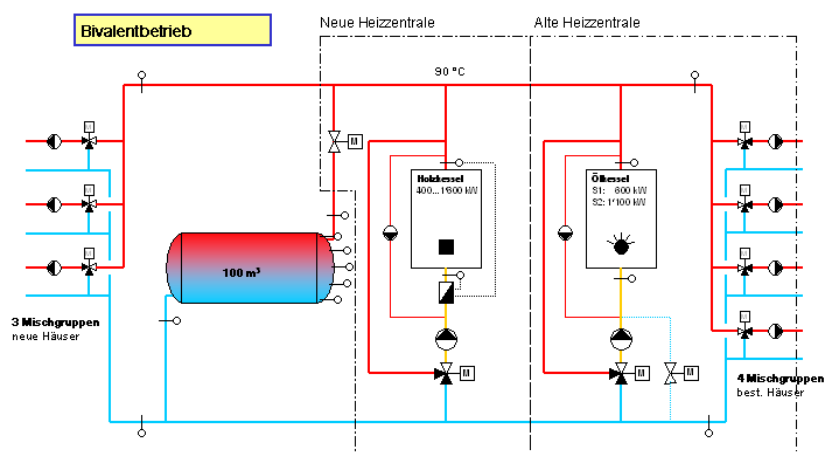 Bivalentbetrieb
Neue Heizzentrale
Alte Heizzentrale
90 °C
M
M
M
M
M
M
M
M
Holzkessel
400...1'600 kW
Ölkessel
S1: 600 kW
S2: 1'100 kW
100 m³
3 Mischgruppen
neue Häuser
M
M
M
4 Mischgruppen
best. Häuser